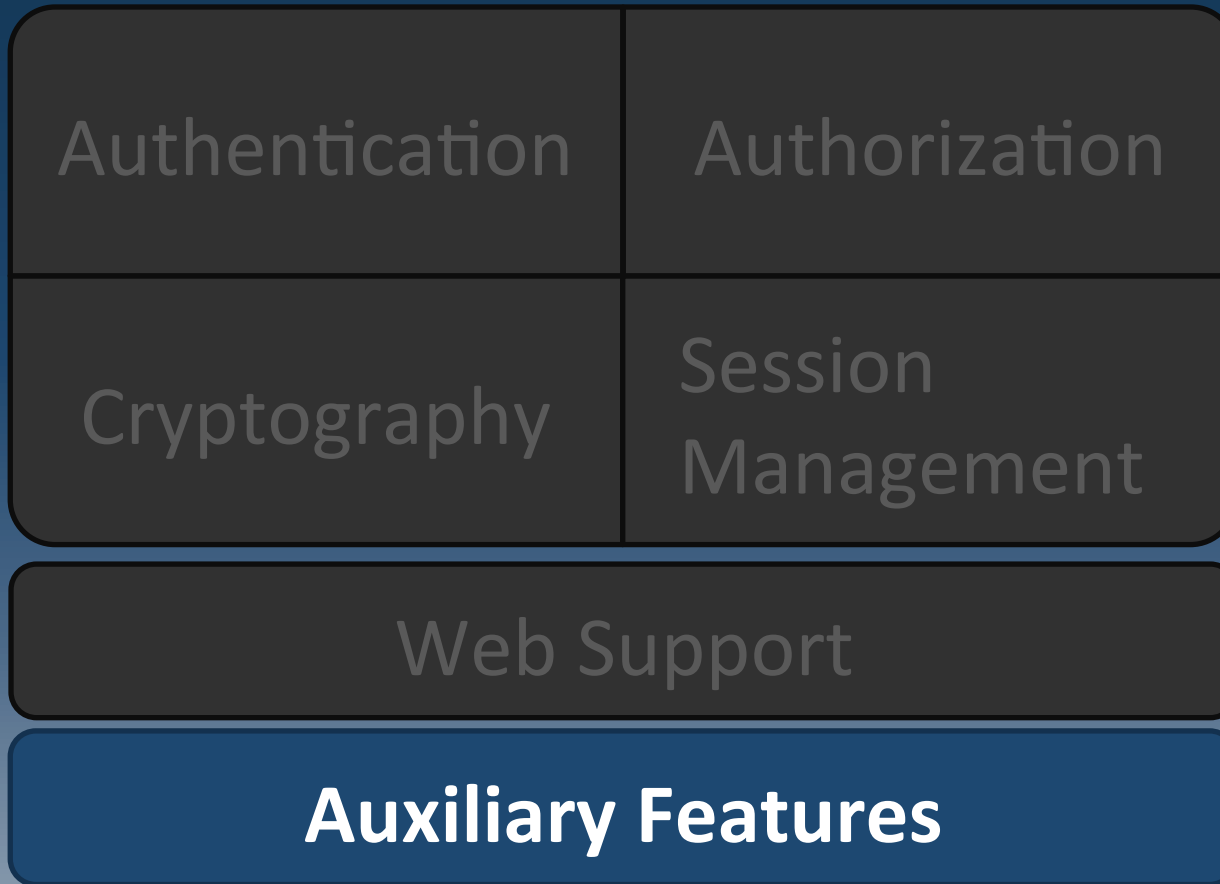 Authentication
Authorization
Cryptography
Session
Management
Web Support
Auxiliary Features